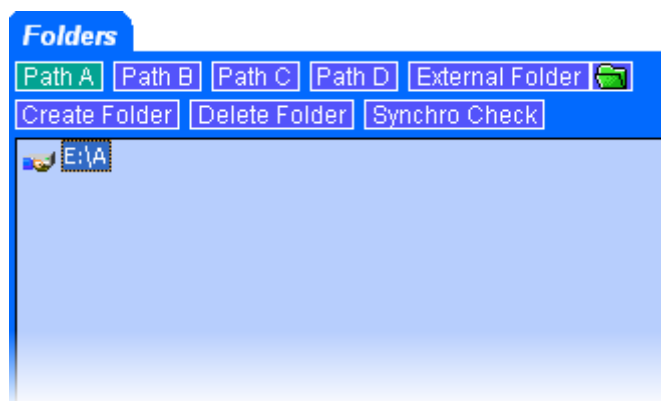 Folders
Path A Path B Path C Path D External Folder
Create Folder Delete Folder Synchro Check
E:\A